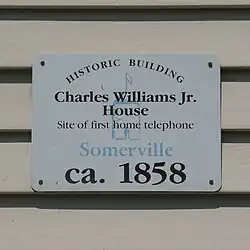 HISTORIC BUILDING
Charles Williams Jr.
House
Site of first home telephone
Somerville
ca. 1858